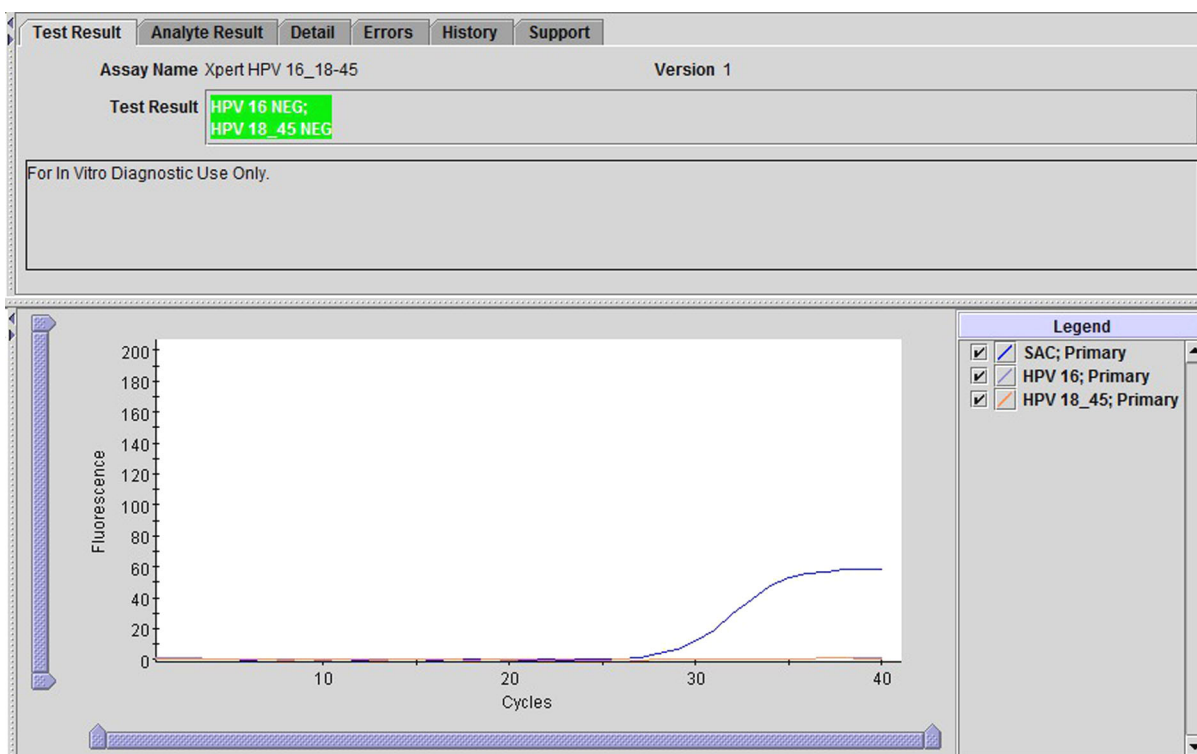 Test Result Analyte Result Detail Errors History Support
Assay Name Xpert HPV 16_18-45 Version 1
Test Result HPV 16 NEG;
HPV 18_45 NEG
For In Vitro Diagnostic Use Only.
Legend
SAC; Primary
HPV 16; Primary
HPV 18_45; Primary
Fluorescence
200
180
160
140
120
100
80
60
40
20
0
10 20 30 40
Cycles